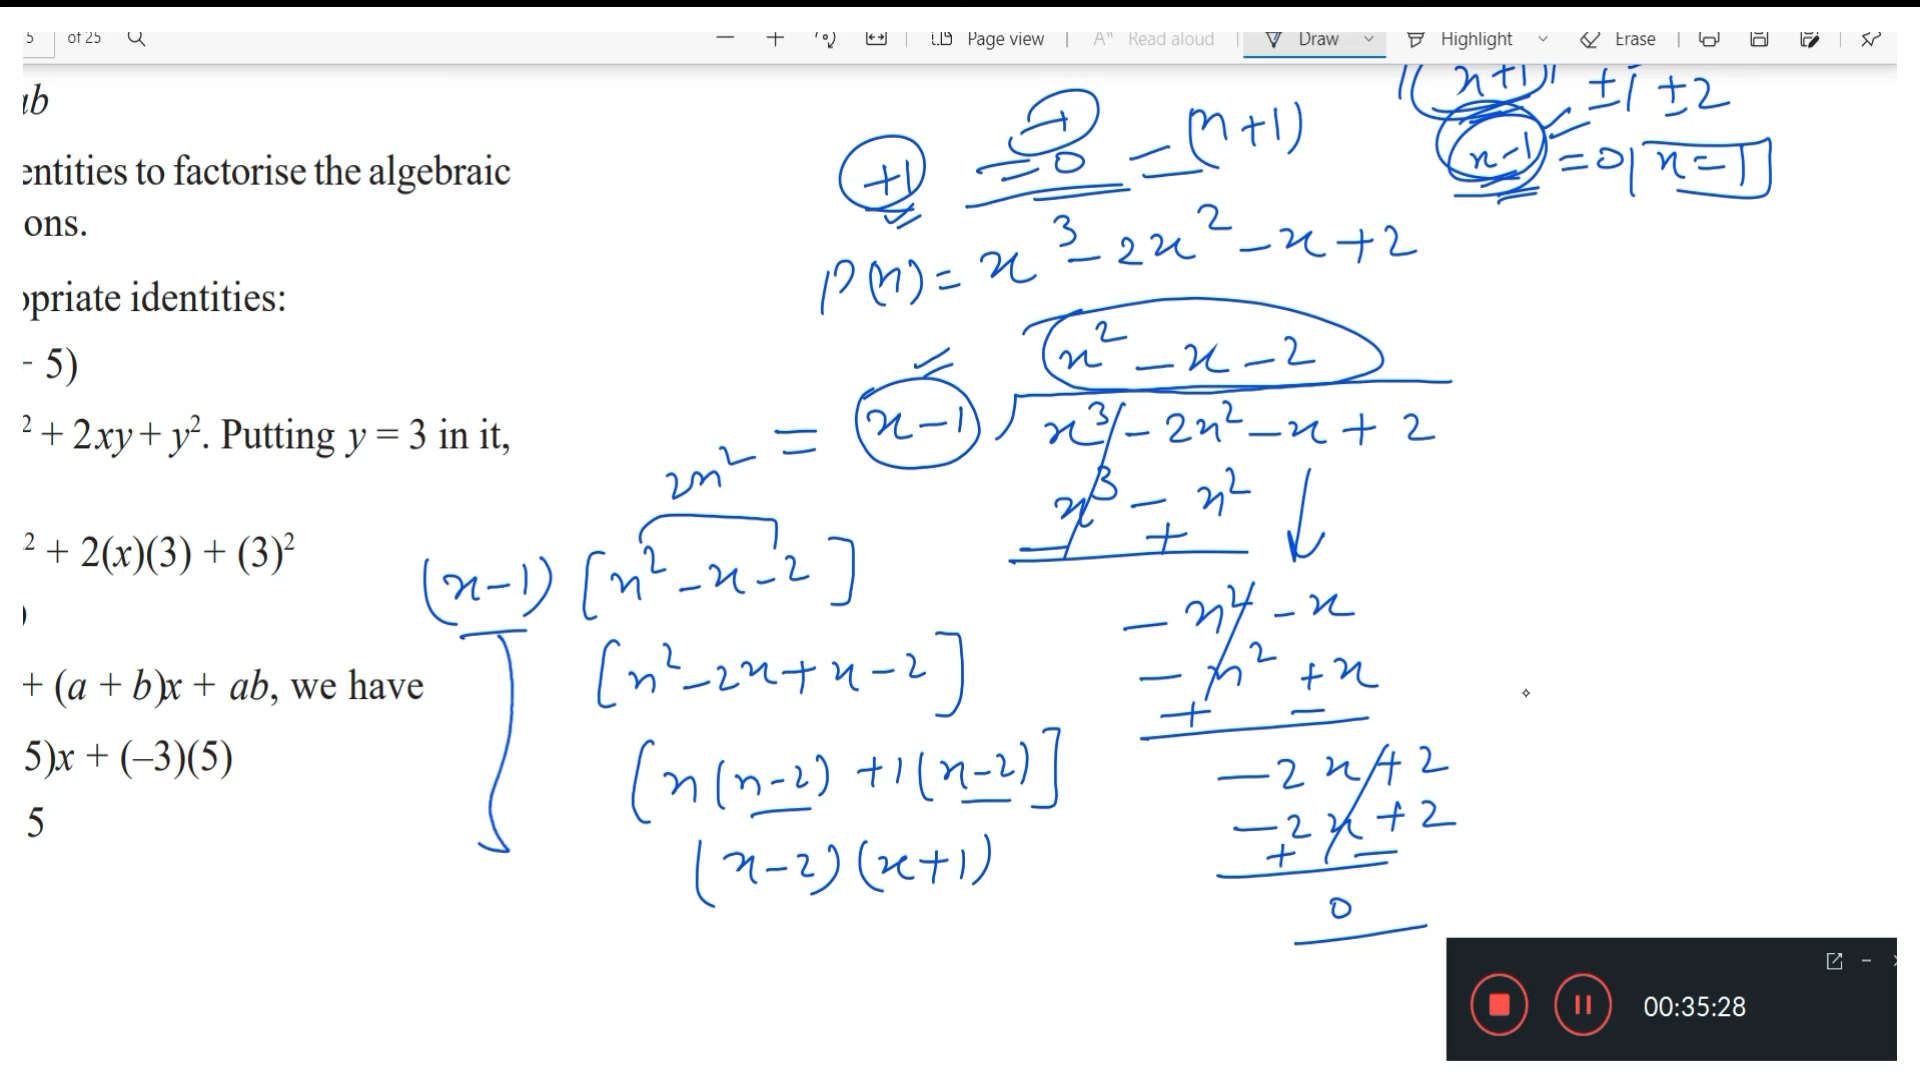 5 of 25 Page view Read aloud Draw Highlight Erase
ab
entities to factorise the algebraic
ons.
opriate identities:
– 5)
² + 2xy + y². Putting y = 3 in it,
² + 2(x)(3) + (3)²
)
+ (a + b)x + ab, we have
5)x + (–3)(5)
5
(x+1) ±1 ±2
+1 = 0 = (x+1)
x-1 = 0 | x=1
P(x) = x³ - 2x² - x + 2
x² - x - 2
= x-1 ) x³ - 2x² - x + 2
x³ - x²
- +
- x² - x
- x² + x
+ -
- 2x + 2
- 2x + 2
+ -
0
2x²
(x-1) [x² - x - 2]
[x² - 2x + x - 2]
[x(x-2) + 1(x-2)]
(x-2) (x+1)
00:35:28